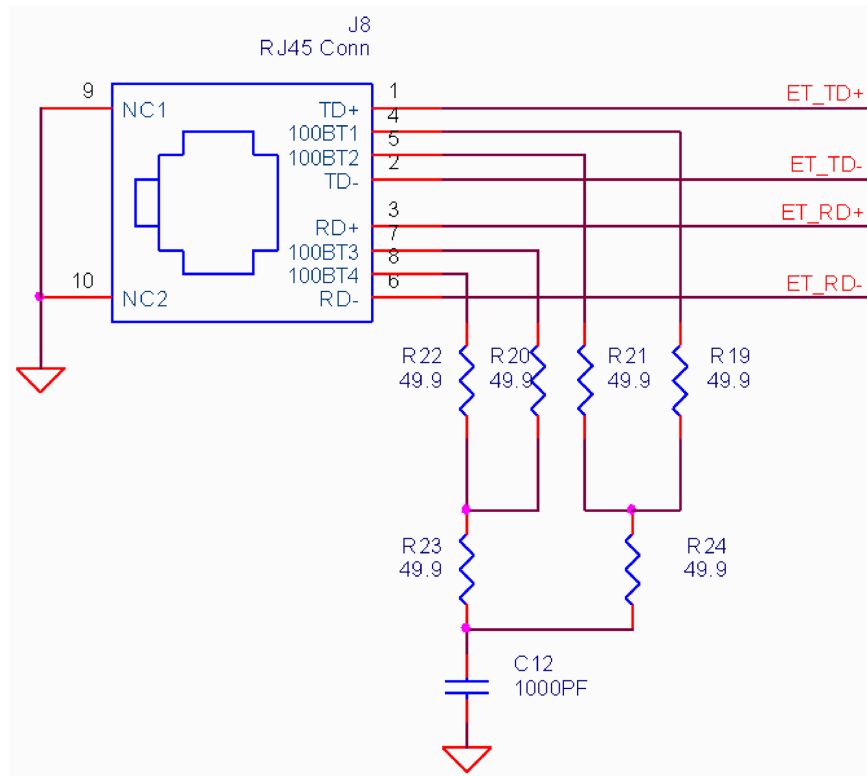 J8
RJ45 Conn
9
NC1
10
NC2
TD+
1
100BT1
4
100BT2
5
TD-
2
RD+
3
100BT3
7
100BT4
8
RD-
6
ET_TD+
ET_TD-
ET_RD+
ET_RD-
R22
49.9
R20
49.9
R21
49.9
R19
49.9
R23
49.9
R24
49.9
C12
1000PF